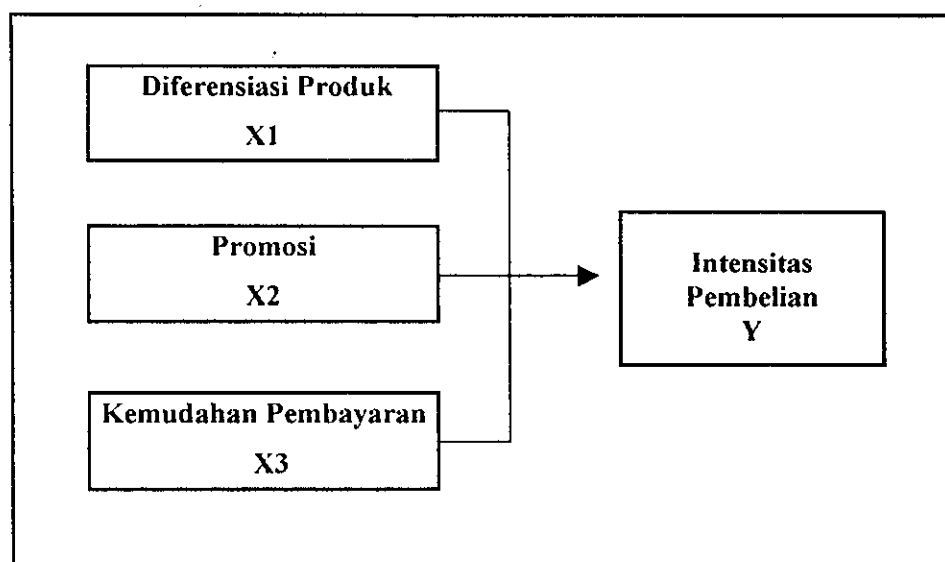 Diferensiasi Produk
X1
Promosi
X2
Kemudahan Pembayaran
X3
Intensitas
Pembelian
Y